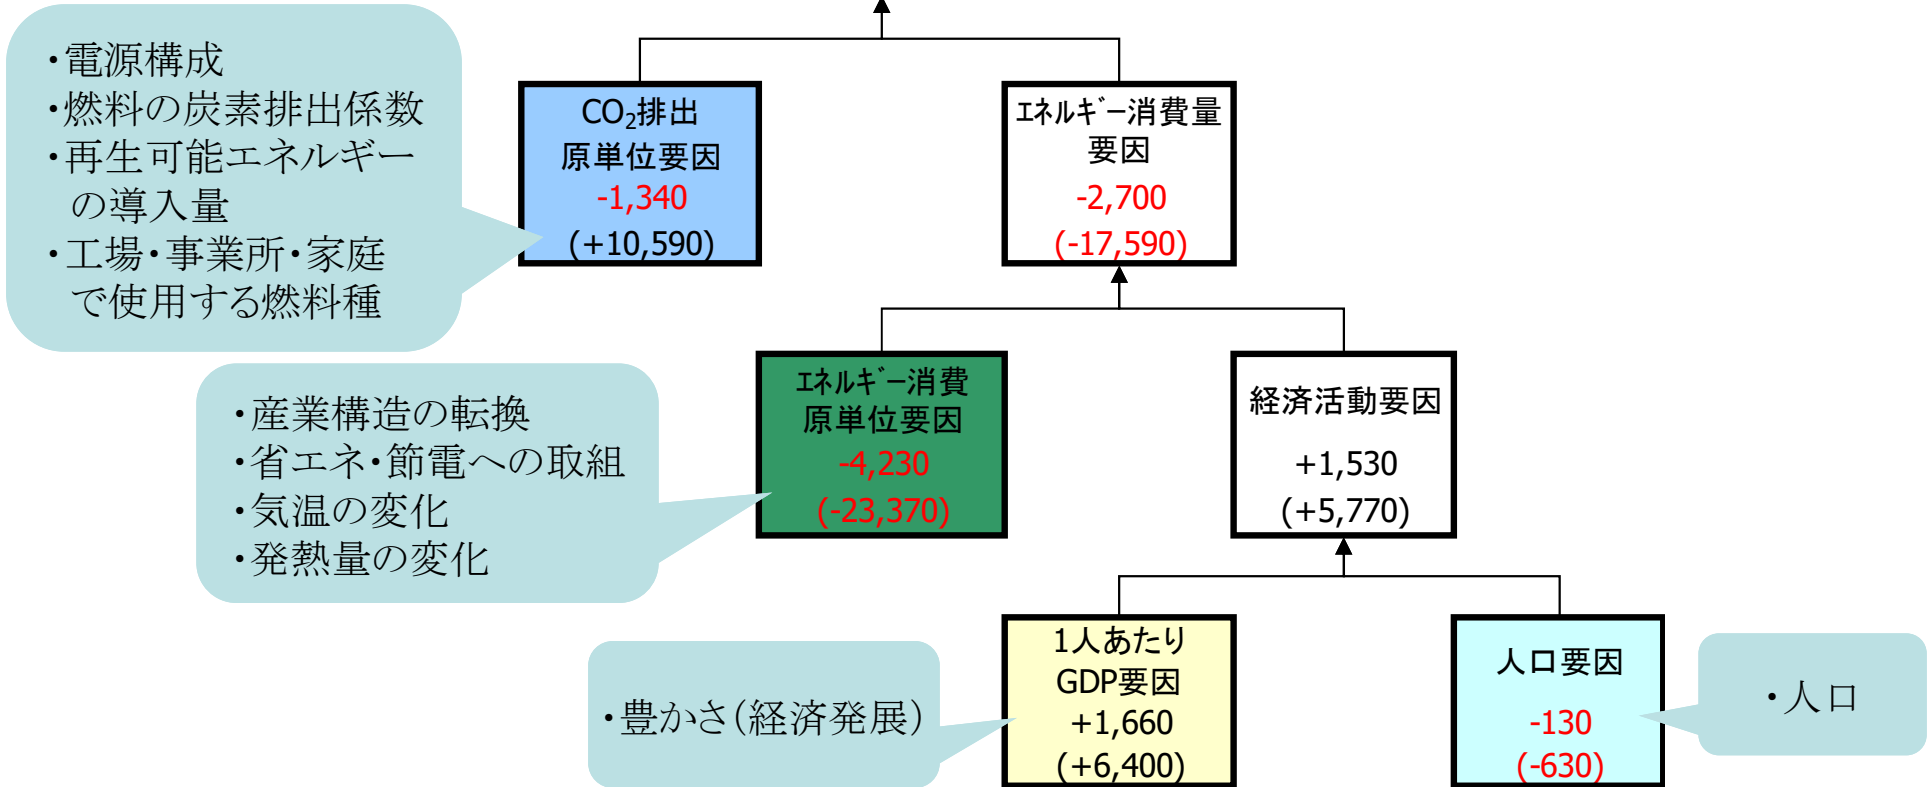 ・電源構成
・燃料の炭素排出係数
・再生可能エネルギー
の導入量
・工場・事業所・家庭
で使用する燃料種
CO₂排出
原単位要因
-1,340
(+10,590)
ｴﾈﾙｷﾞｰ消費量
要因
-2,700
(-17,590)
・産業構造の転換
・省エネ・節電への取組
・気温の変化
・発熱量の変化
ｴﾈﾙｷﾞｰ消費
原単位要因
-4,230
(-23,370)
経済活動要因
+1,530
(+5,770)
・豊かさ(経済発展)
1人あたり
GDP要因
+1,660
(+6,400)
人口要因
-130
(-630)
・人口